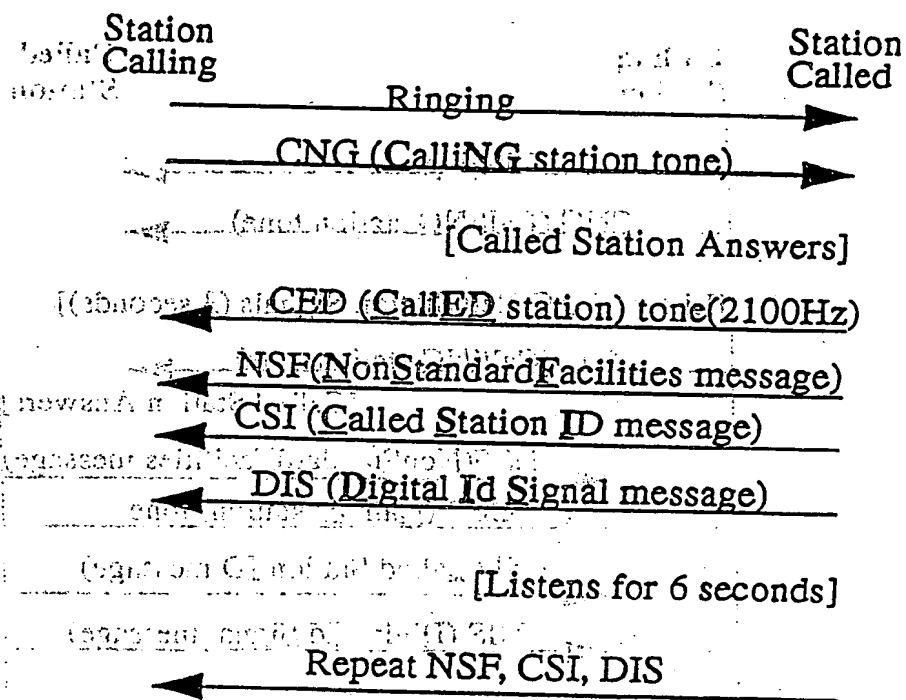 Station
Calling
Station
Called
Ringing
CNG (CalliNG station tone)
[Called Station Answers]
CED (CallED station) tone(2100Hz)
NSF(NonStandardFacilities message)
CSI (Called Station ID message)
DIS (Digital Id Signal message)
[Listens for 6 seconds]
Repeat NSF, CSI, DIS